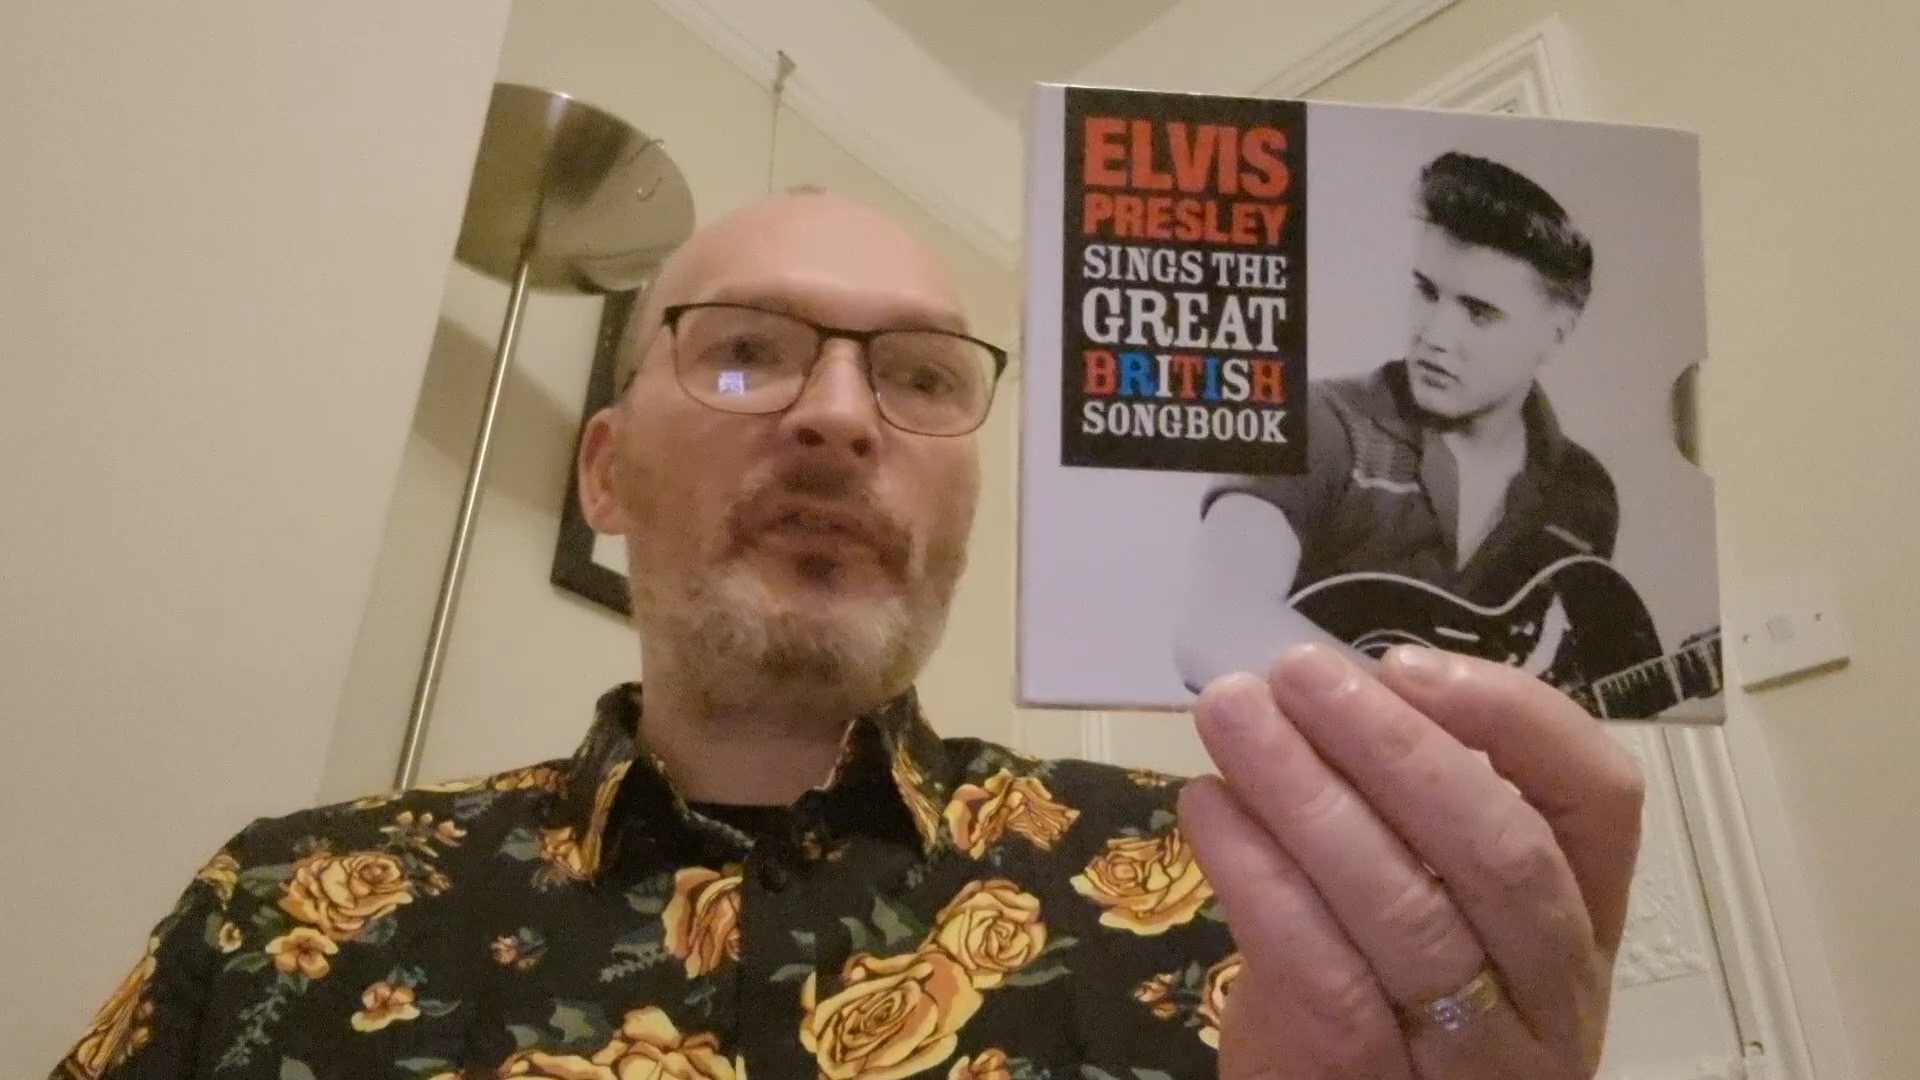 ELVIS
PRESLEY
SINGS THE
GREAT
BRITISH
SONGBOOK